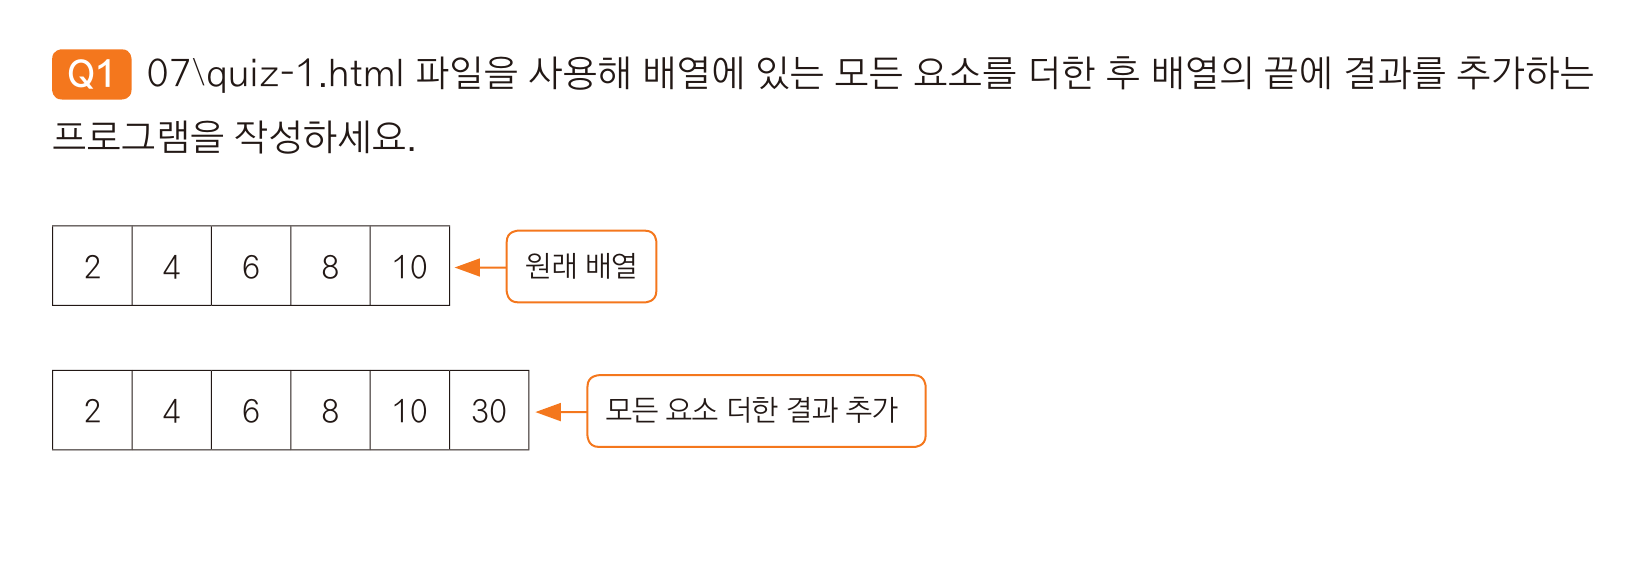 Q1 07\quiz-1.html 파일을 사용해 배열에 있는 모든 요소를 더한 후 배열의 끝에 결과를 추가하는
프로그램을 작성하세요.
2 4 6 8 10 원래 배열
2 4 6 8 10 30 모든 요소 더한 결과 추가